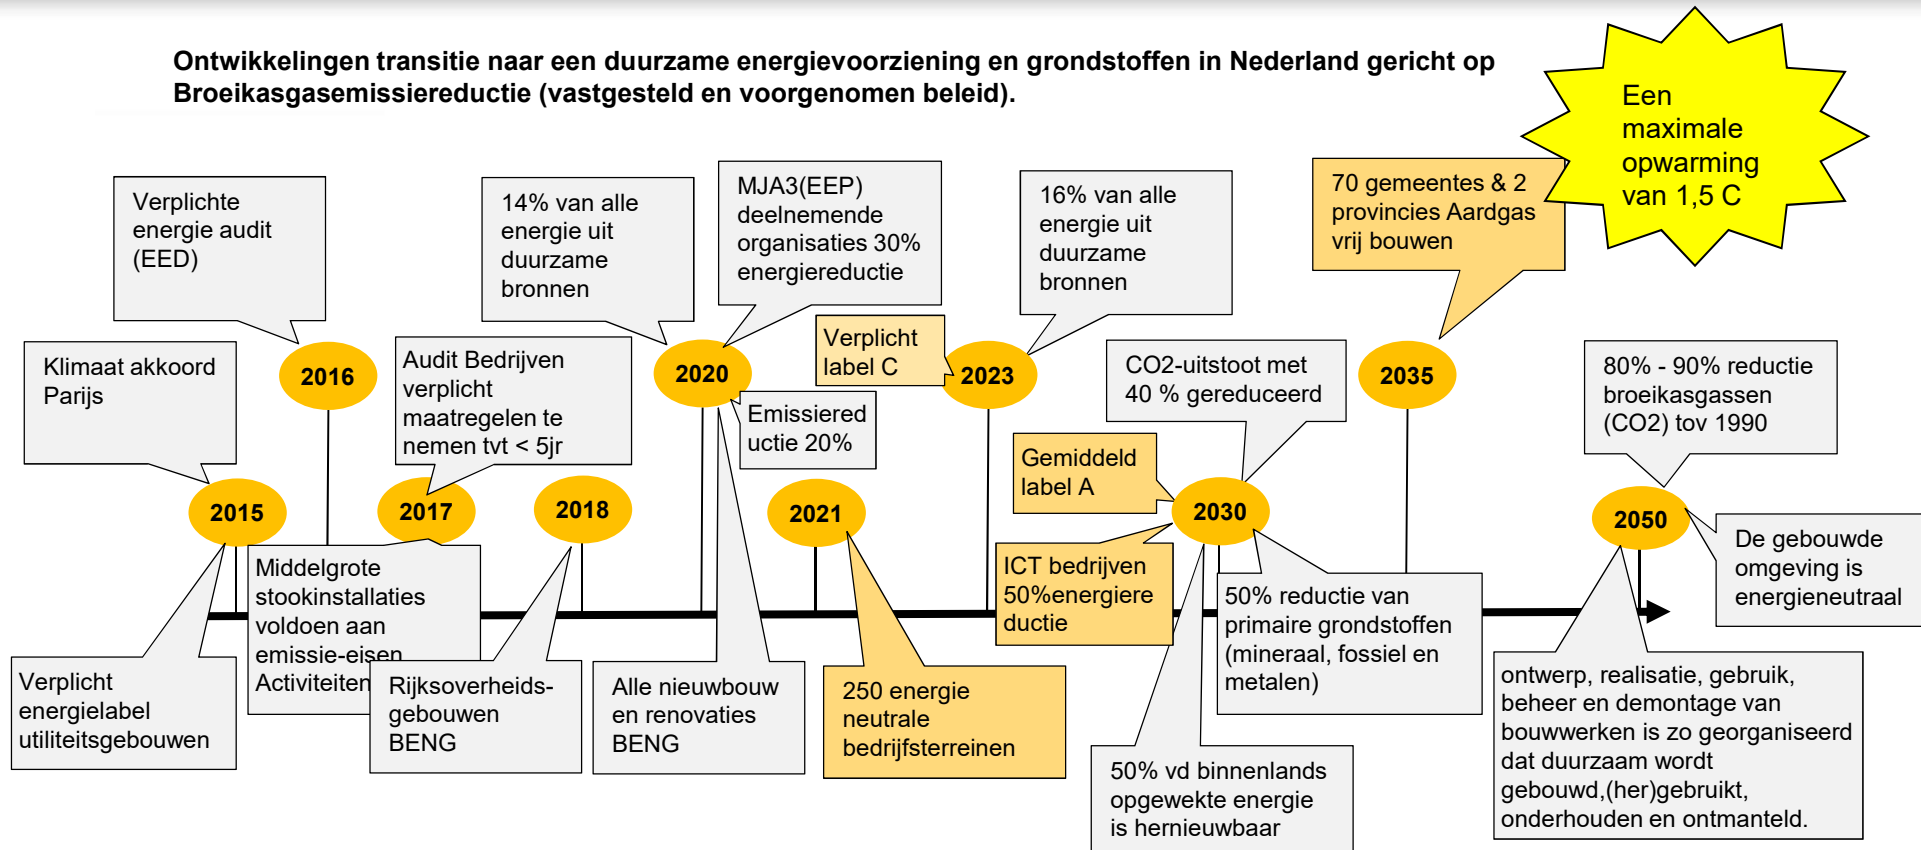 Ontwikkelingen transitie naar een duurzame energievoorziening en grondstoffen in Nederland gericht op
Broeikasgasemissiereductie (vastgesteld en voorgenomen beleid).
Een
maximale
opwarming
van 1,5 C
Verplichte
energie audit
(EED)
14% van alle
energie uit
duurzame
bronnen
MJA3(EEP)
deelnemende
organisaties 30%
energiereductie
16% van alle
energie uit
duurzame
bronnen
70 gemeentes & 2
provincies Aardgas
vrij bouwen
Klimaat akkoord
Parijs
2016
Audit Bedrijven
verplicht
maatregelen te
nemen tvt < 5jr
2020
Verplicht
label C
2023
CO2-uitstoot met
40 % gereduceerd
2035
80% - 90% reductie
broeikasgassen
(CO2) tov 1990
Emissiered
uctie 20%
Gemiddeld
label A
2015
2017
2018
2021
2030
2050
De gebouwde
omgeving is
energieneutraal
Middelgrote
stookinstallaties
voldoen aan
emissie-eisen
Activiteiten
ICT bedrijven
50%energiere
ductie
50% reductie van
primaire grondstoffen
(mineraal, fossiel en
metalen)
Verplicht
energielabel
utiliteitsgebouwen
Rijksoverheids-
gebouwen
BENG
Alle nieuwbouw
en renovaties
BENG
250 energie
neutrale
bedrijfsterreinen
50% vd binnenlands
opgewekte energie
is hernieuwbaar
ontwerp, realisatie, gebruik,
beheer en demontage van
bouwwerken is zo georganiseerd
dat duurzaam wordt
gebouwd,(her)gebruikt,
onderhouden en ontmanteld.